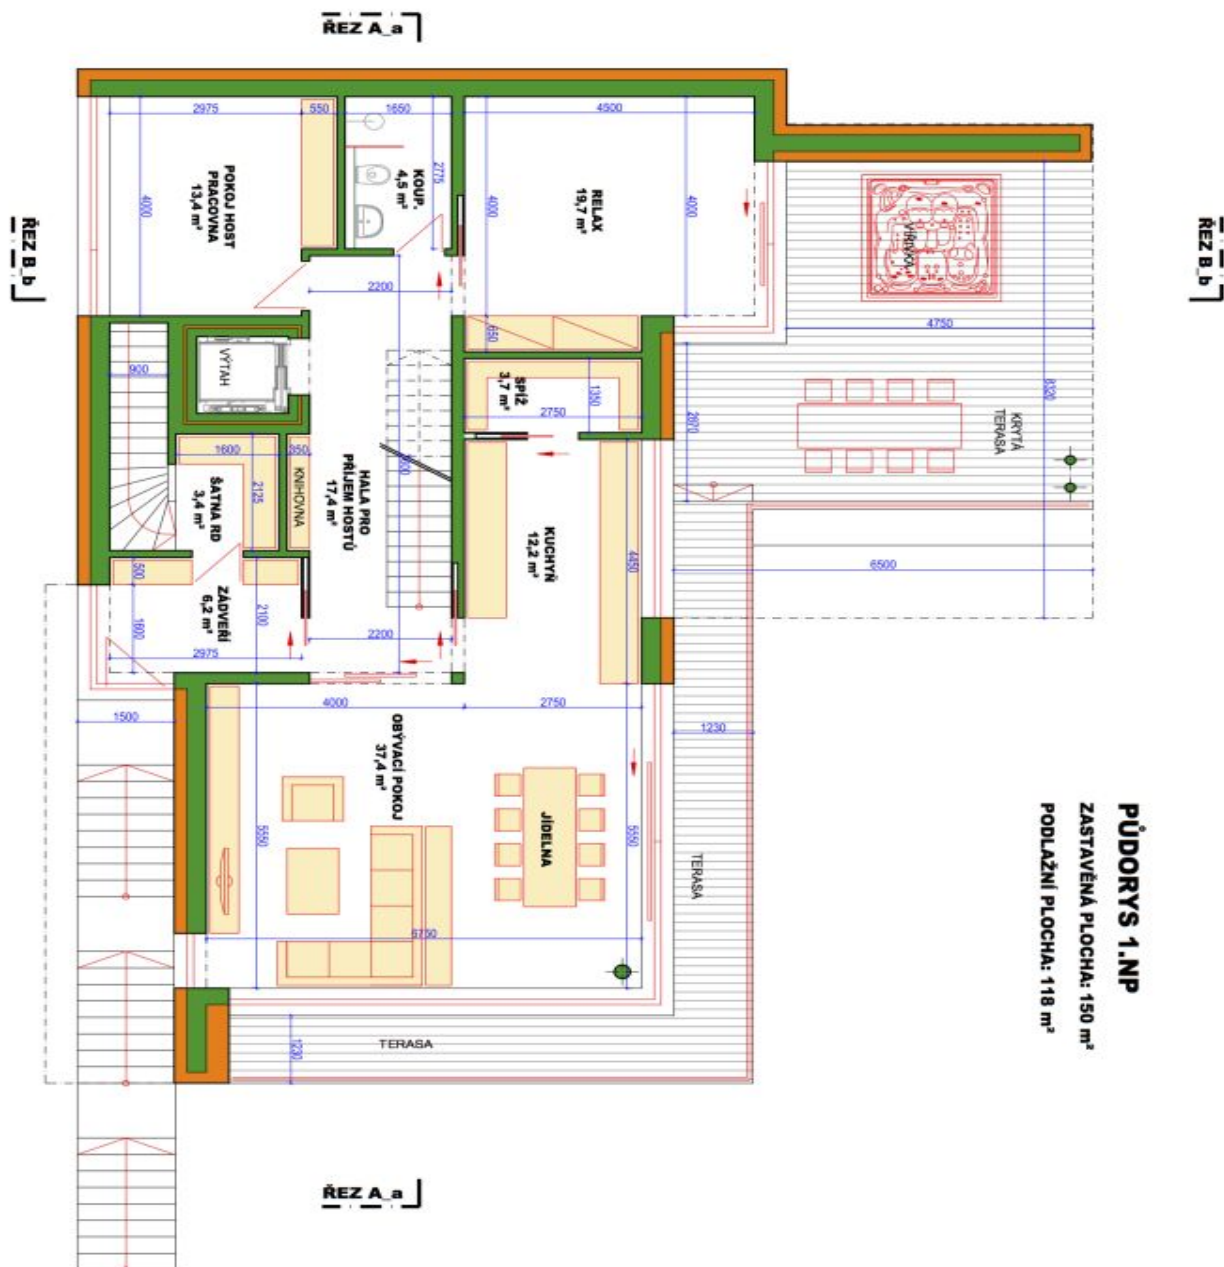 ŘEZ A_a
2975
550
1650
4500
POKOJ HOST
PRACOVNA
13,4 m²
4000
KOUP.
4,5 m²
2775
RELAX
19,7 m²
4000
4000
VÍŘIVKA
ŘEZ B_b
ŘEZ B_b
2200
4750
650
VÝTAH
900
SPÍŽ
3,7 m²
1350
2750
2870
8320
KRYTÁ
TERASA
1600
350
ŠATNA RD
3,4 m²
2125
KNIHOVNA
HALA PRO
PŘÍJEM HOSTŮ
17,4 m²
KUCHYŇ
12,2 m²
4450
6500
500
1600
ZÁDVEŘÍ
6,2 m²
2100
2975
2200
1500
4000
2750
1230
OBÝVACÍ POKOJ
37,4 m²
JÍDELNA
5550
5550
TERASA
6750
1230
TERASA
PŮDORYS 1.NP
ZASTAVĚNÁ PLOCHA: 150 m²
PODLAŽNÍ PLOCHA: 118 m²
ŘEZ A_a